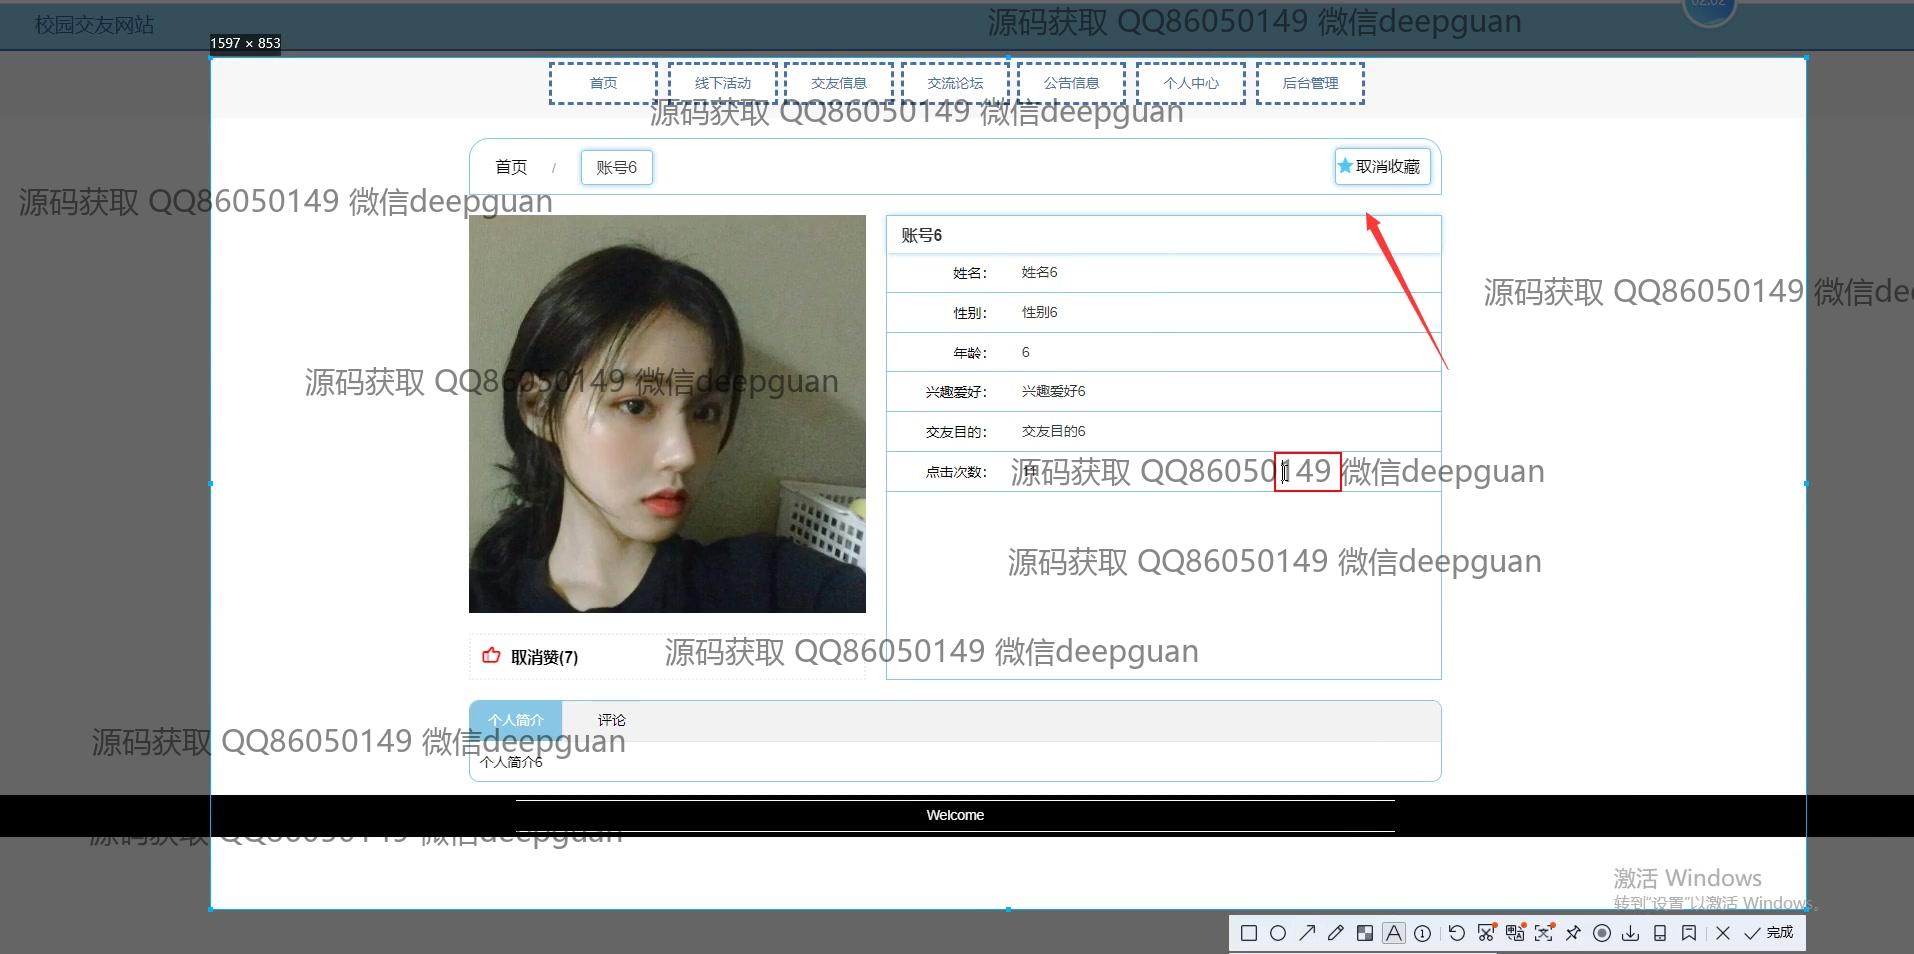 校园交友网站
源码获取 QQ86050149 微信deepguan
02:02
1597 × 853
首页 线下活动 交友信息 交流论坛 公告信息 个人中心 后台管理
源码获取 QQ86050149 微信deepguan
首页 / 账号6 取消收藏
源码获取 QQ86050149 微信deepguan
账号6
姓名： 姓名6
源码获取 QQ86050149 微信de
性别： 性别6
年龄： 6
源码获取 QQ86050149 微信deepguan
兴趣爱好： 兴趣爱好6
交友目的： 交友目的6
点击次数：
源码获取 QQ86050149 微信deepguan
源码获取 QQ86050149 微信deepguan
取消赞(7)
源码获取 QQ86050149 微信deepguan
个人简介 评论
源码获取 QQ86050149 微信deepguan
个人简介6
Welcome
源码获取 QQ86050149 微信deepguan
激活 Windows
转到"设置"以激活 Windows。
完成